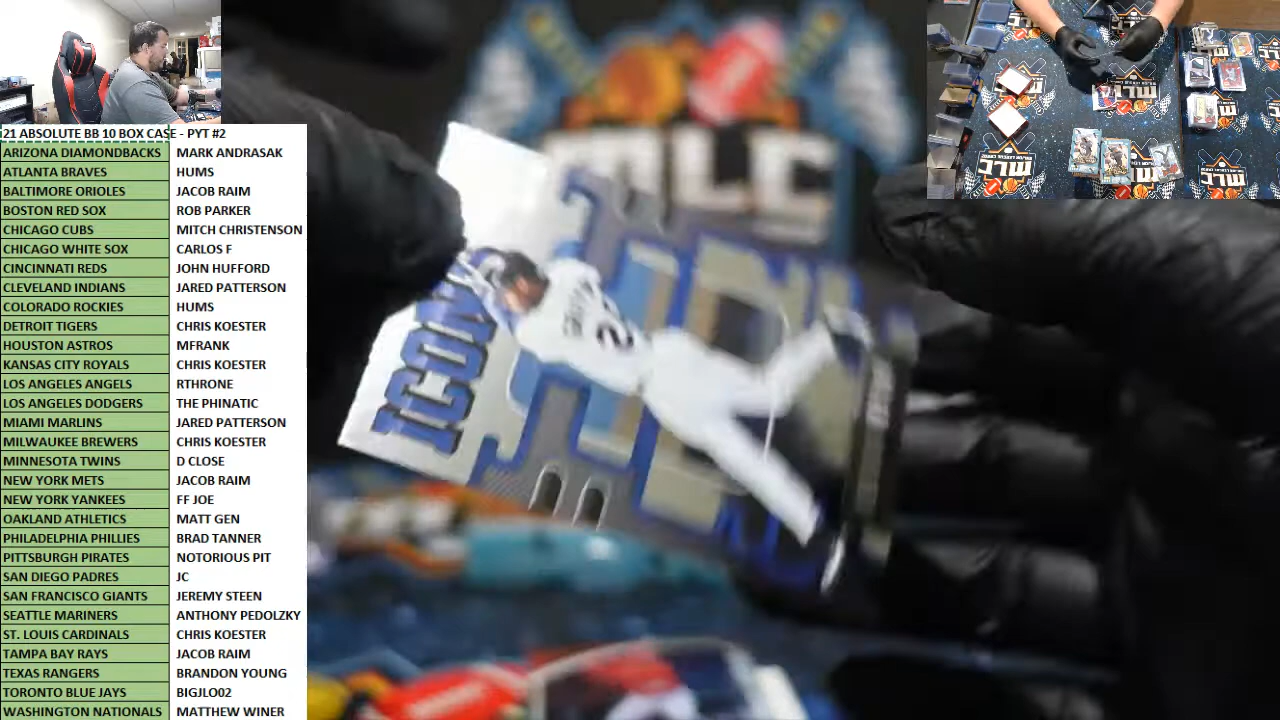 21 ABSOLUTE BB 10 BOX CASE - PYT #2
ARIZONA DIAMONDBACKS MARK ANDRASAK
ATLANTA BRAVES HUMS
BALTIMORE ORIOLES JACOB RAIM
BOSTON RED SOX ROB PARKER
CHICAGO CUBS MITCH CHRISTENSON
CHICAGO WHITE SOX CARLOS F
CINCINNATI REDS JOHN HUFFORD
CLEVELAND INDIANS JARED PATTERSON
COLORADO ROCKIES HUMS
DETROIT TIGERS CHRIS KOESTER
HOUSTON ASTROS MFRANK
KANSAS CITY ROYALS CHRIS KOESTER
LOS ANGELES ANGELS RTHRONE
LOS ANGELES DODGERS THE PHINATIC
MIAMI MARLINS JARED PATTERSON
MILWAUKEE BREWERS CHRIS KOESTER
MINNESOTA TWINS D CLOSE
NEW YORK METS JACOB RAIM
NEW YORK YANKEES FF JOE
OAKLAND ATHLETICS MATT GEN
PHILADELPHIA PHILLIES BRAD TANNER
PITTSBURGH PIRATES NOTORIOUS PIT
SAN DIEGO PADRES JC
SAN FRANCISCO GIANTS JEREMY STEEN
SEATTLE MARINERS ANTHONY PEDOLZKY
ST. LOUIS CARDINALS CHRIS KOESTER
TAMPA BAY RAYS JACOB RAIM
TEXAS RANGERS BRANDON YOUNG
TORONTO BLUE JAYS BIGJLO02
WASHINGTON NATIONALS MATTHEW WINER
MLC
ICON
MLC